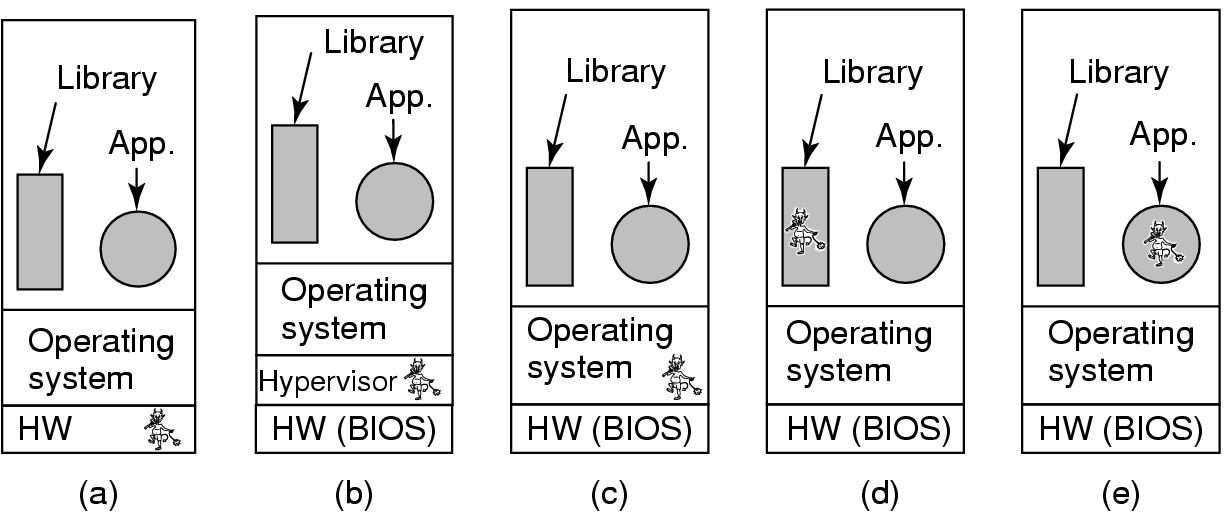 Library
App.
Operating
system
HW
(a)
Library
App.
Operating
system
Hypervisor
HW (BIOS)
(b)
Library
App.
Operating
system
HW (BIOS)
(c)
Library
App.
Operating
system
HW (BIOS)
(d)
Library
App.
Operating
system
HW (BIOS)
(e)